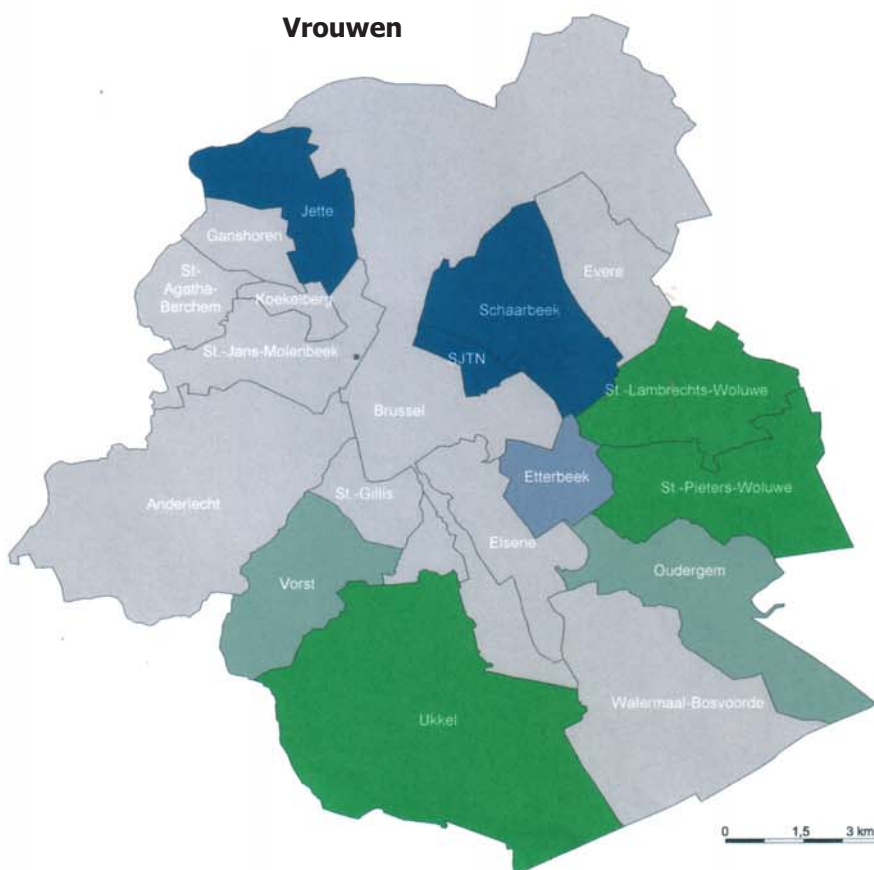 Vrouwen
Jette
Ganshoren
Evere
St.-
Agatha-
Berchem
Koekelberg
Schaarbeek
St.-Jans-Molenbeek
SJTN
St.-Lambrechts-Woluwe
Brussel
Etterbeek
St.-Pieters-Woluwe
St.-Gillis
Anderlecht
Elsene
Oudergem
Vorst
Watermaal-Bosvoorde
Ukkel
0 1,5 3 km